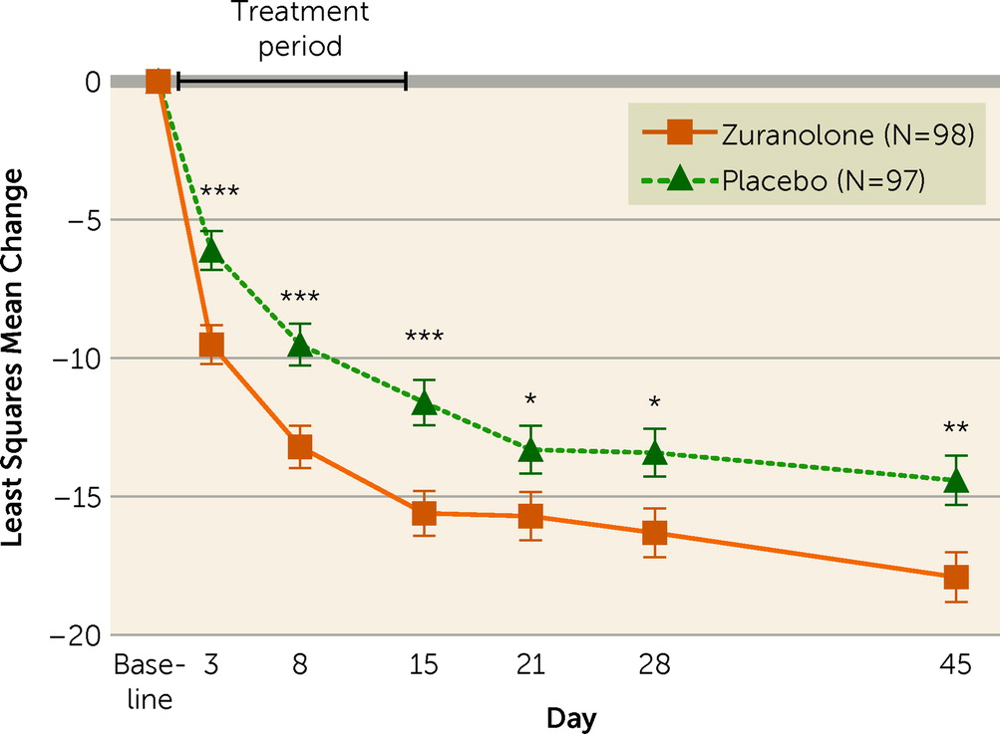 Treatment
period
0
−5
−10
−15
−20
Least Squares Mean Change
Zuranolone (N=98)
Placebo (N=97)
***
***
***
*
*
**
Base-
line
3
8
15
21
28
45
Day